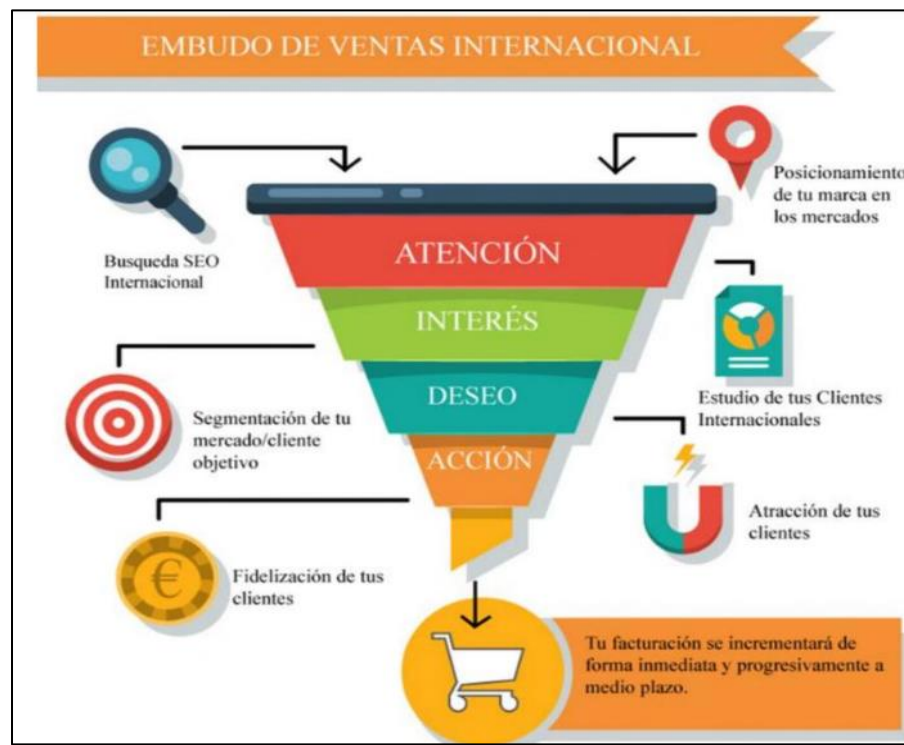 EMBUDO DE VENTAS INTERNACIONAL
Posicionamiento
de tu marca en
los mercados
Busqueda SEO
Internacional
ATENCIÓN
INTERÉS
DESEO
ACCIÓN
Estudio de tus Clientes
Internacionales
Segmentación de tu
mercado/cliente
objetivo
Atracción de tus
clientes
€
Fidelización de tus
clientes
Tu facturación se incrementará de
forma inmediata y progresivamente a
medio plazo.